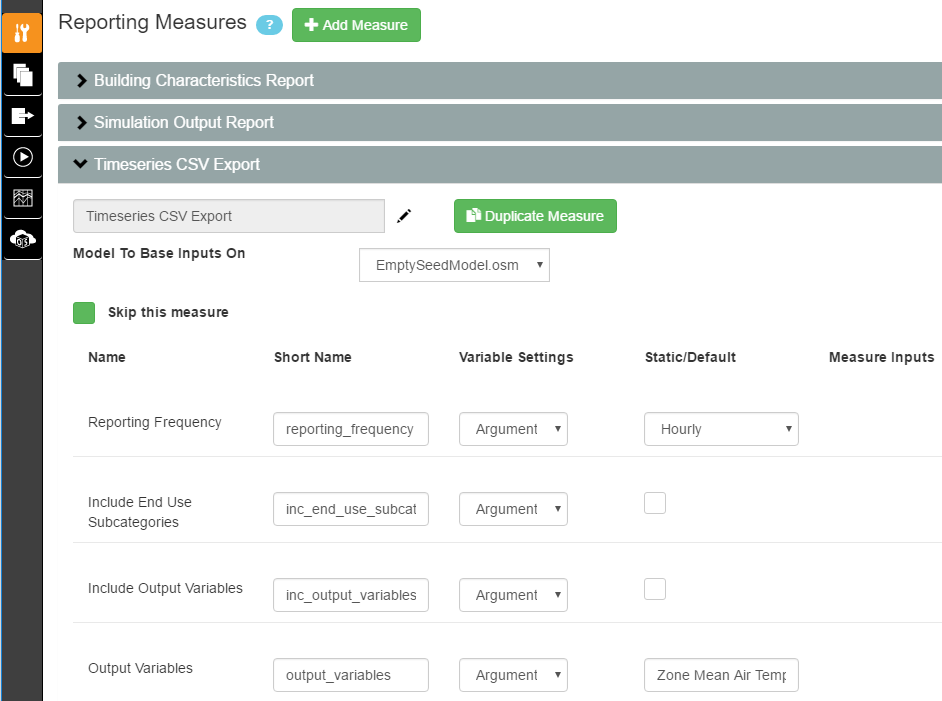 Reporting Measures ? Add Measure
Building Characteristics Report
Simulation Output Report
Timeseries CSV Export
Timeseries CSV Export Duplicate Measure
Model To Base Inputs On
EmptySeedModel.osm
Skip this measure
Name Short Name Variable Settings Static/Default Measure Inputs
Reporting Frequency reporting_frequency Argument Hourly
Include End Use
Subcategories inc_end_use_subcat Argument
Include Output Variables inc_output_variables Argument
Output Variables output_variables Argument Zone Mean Air Temp